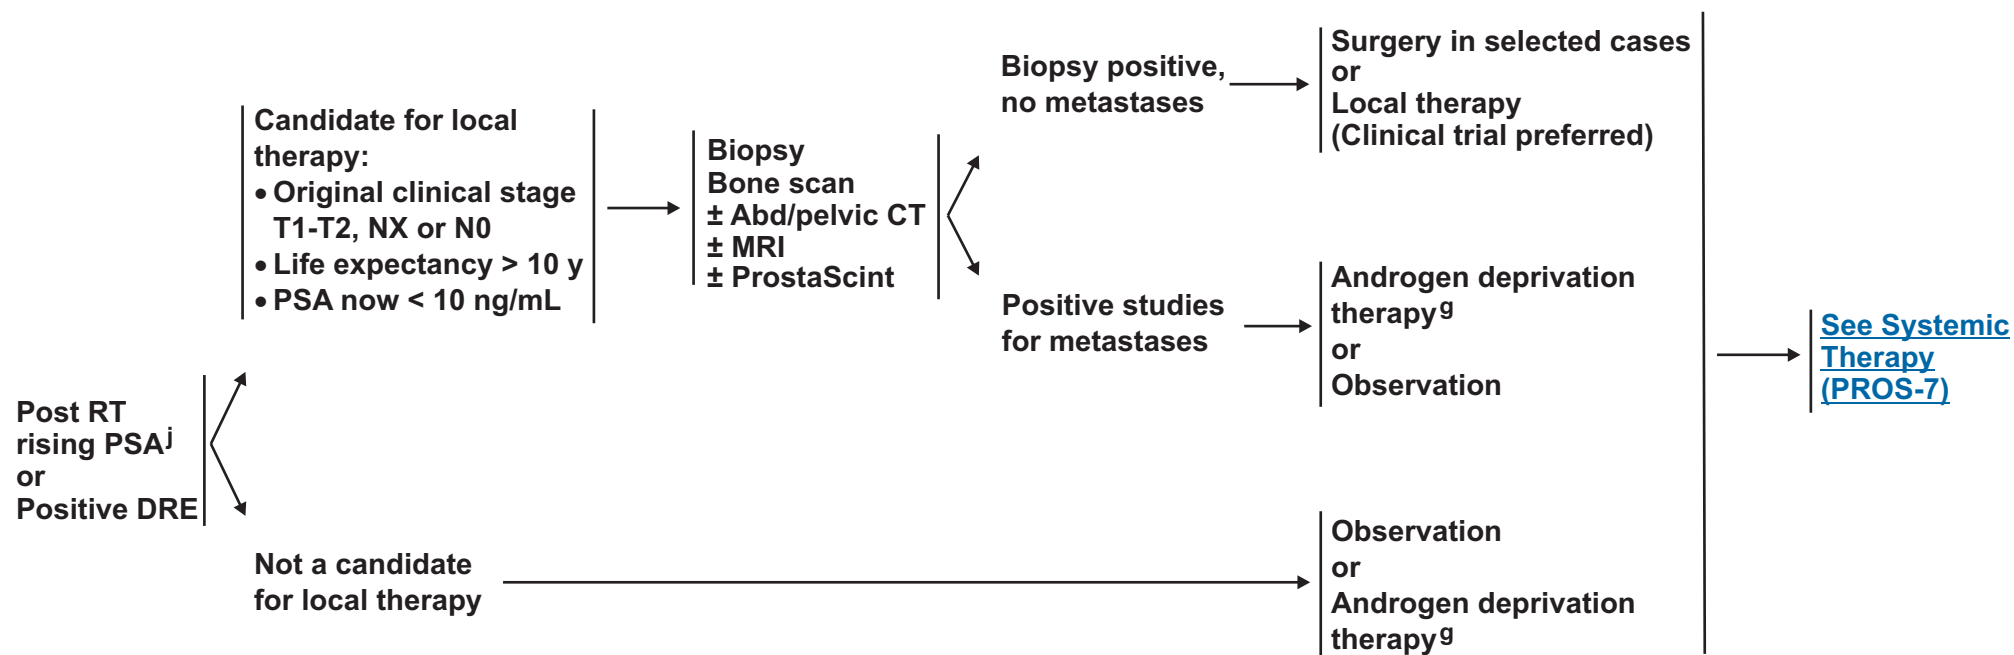 Post RT
rising PSAj
or
Positive DRE
Candidate for local
therapy:
• Original clinical stage
T1-T2, NX or N0
• Life expectancy > 10 y
• PSA now < 10 ng/mL
Not a candidate
for local therapy
Biopsy
Bone scan
± Abd/pelvic CT
± MRI
± ProstaScint
Biopsy positive,
no metastases
Positive studies
for metastases
Surgery in selected cases
or
Local therapy
(Clinical trial preferred)
Androgen deprivation
therapyg
or
Observation
Observation
or
Androgen deprivation
therapyg
See Systemic
Therapy
(PROS-7)